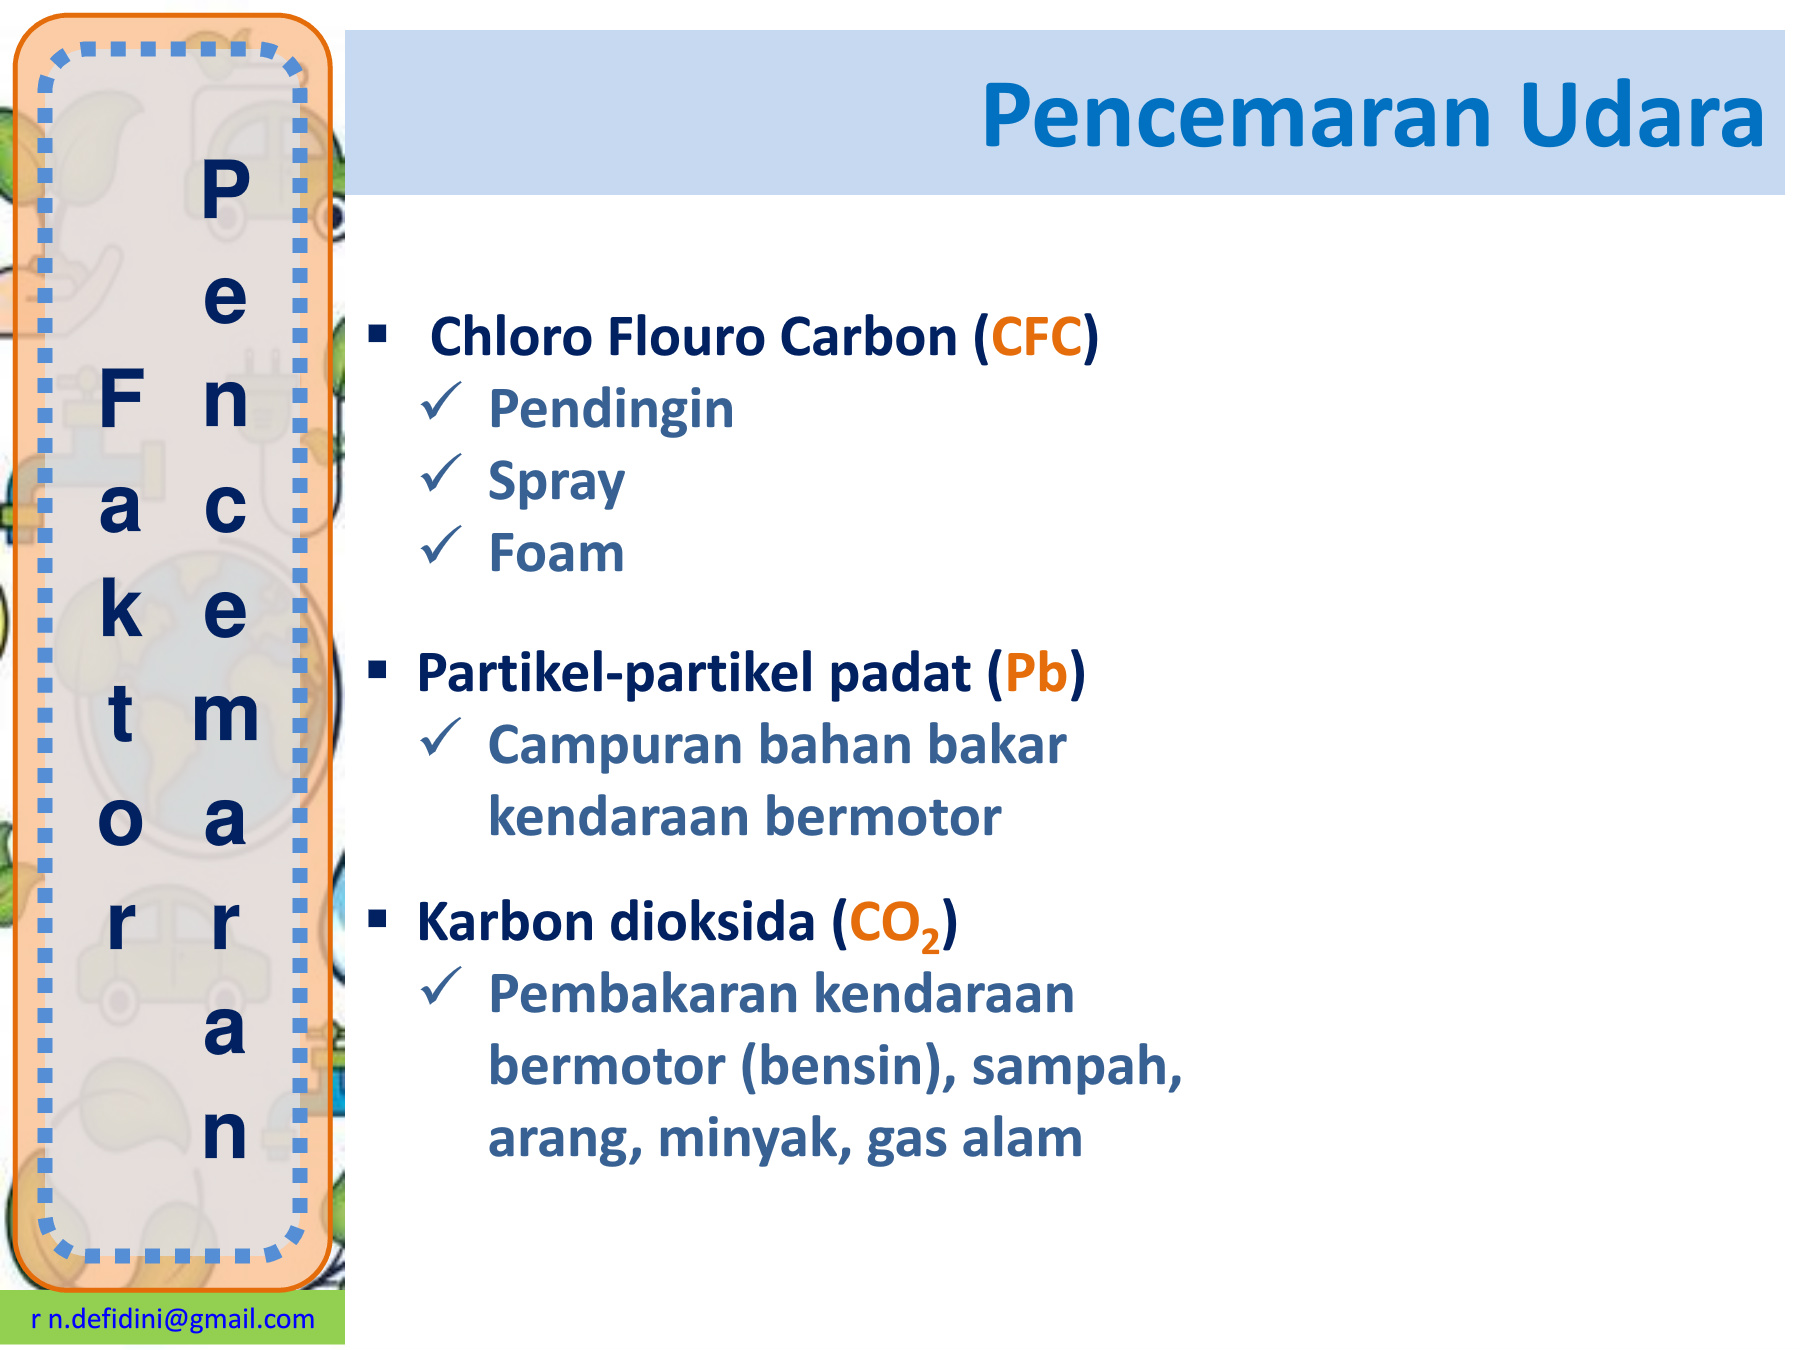 Faktor
Pencemaran
Pencemaran Udara
▪ Chloro Flouro Carbon (CFC)
✓ Pendingin
✓ Spray
✓ Foam
▪ Partikel-partikel padat (Pb)
✓ Campuran bahan bakar
kendaraan bermotor
▪ Karbon dioksida (CO₂)
✓ Pembakaran kendaraan
bermotor (bensin), sampah,
arang, minyak, gas alam
r n.defidini@gmail.com